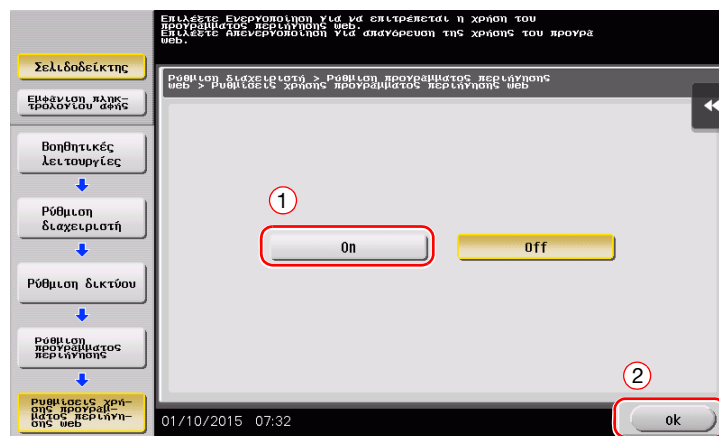 Επιλέξτε Ενεργοποίηση για να επιτρέπεται η χρήση του
προγράμματος περιήγησης web.
Επιλέξτε Απενεργοποίηση για απαγόρευση της χρήσης του προγρά
web.
Σελιδοδείκτης
Εμφάνιση πληκ-
τρολογίου αφής
Ρύθμιση διαχειριστή > Ρύθμιση προγράμματος περιήγησης
web > Ρυθμίσεις χρήσης προγράμματος περιήγησης web
Βοηθητικές
λειτουργίες
Ρύθμιση
διαχειριστή
Ρύθμιση δικτύου
Ρύθμιση
προγράμματος
περιήγησης
Ρυθμίσεις χρή-
σης προγράμ-
ματος περιήγη-
σης web
1
On
Off
2
01/10/2015 07:32
ok